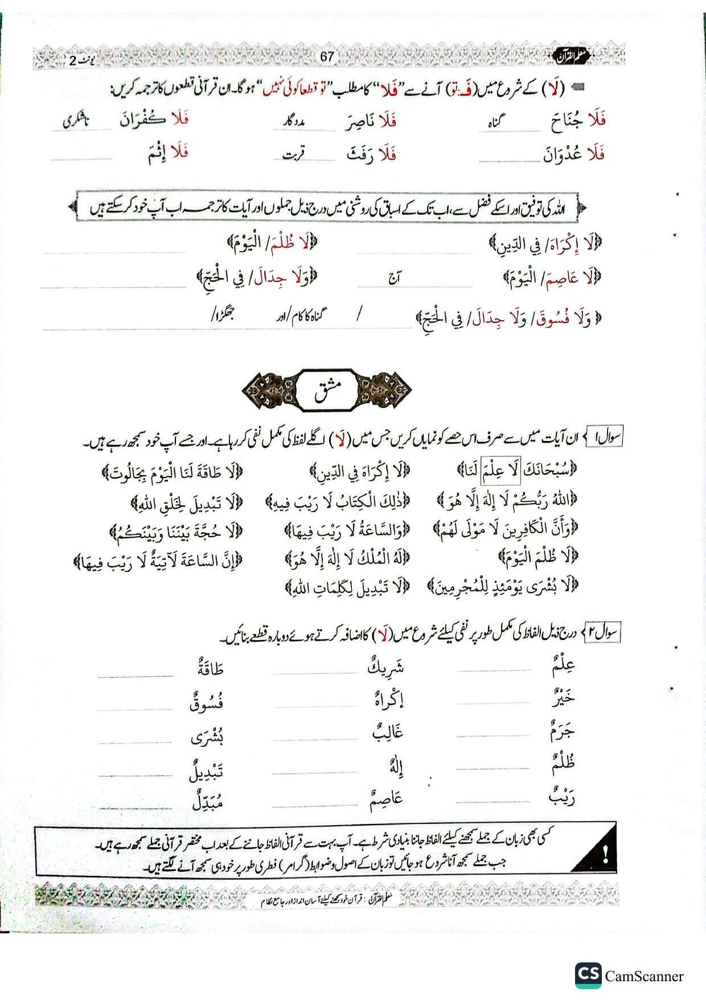 معلم القرآن 67 یونٹ 2
(لَا) کے شروع میں (فَـ: تو) آنے سے ”فَلا“ کا مطلب ”تو قطعا کوئی نہیں“ ہوگا۔ ان قرآنی قطعوں کا ترجمہ کریں:
فَلَا جُنَاحَ گناہ فَلَا نَاصِرَ مددگار فَلَا كُفْرَانَ ناشکری
فَلَا عُدْوَانَ فَلَا رَفَثَ قربت فَلَا إِثْمَ
اللہ کی توفیق اور اسکے فضل سے، اب تک کے اسباق کی روشنی میں درج ذیل جملوں اور آیات کا ترجمہ اب آپ خود کر سکتے ہیں
﴿لَا إِكْرَاهَ/ فِي الدِّينِ﴾ ﴿لَا ظُلْمَ/ الْيَوْمَ﴾
﴿لَا عَاصِمَ/ الْيَوْمَ﴾ آج ﴿وَلَا جِدَالَ/ فِي الْحَجِّ﴾
﴿وَلَا فُسُوقَ/ وَلَا جِدَالَ/ فِي الْحَجِّ﴾ / گناہ کا کام/اور جھگڑا/
مشق
سوال ۱ ان آیات میں سے صرف اس حصے کو نمایاں کریں جس میں (لَا) اگلے لفظ کی مکمل نفی کر رہا ہے۔ اور جسے آپ خود سمجھ رہے ہیں۔
﴿سُبْحَانَكَ لَا عِلْمَ لَنَا﴾ ﴿لَا إِكْرَاهَ فِي الدِّينِ﴾ ﴿لَا طَاقَةَ لَنَا الْيَوْمَ بِجَالُوتَ﴾
﴿اللهُ رَبُّكُمْ لَا إِلٰهَ إِلَّا هُوَ﴾ ﴿ذٰلِكَ الْكِتَابُ لَا رَيْبَ فِيهِ﴾ ﴿لَا تَبْدِيلَ لِخَلْقِ اللهِ﴾
﴿وَأَنَّ الْكَافِرِينَ لَا مَوْلَى لَهُمْ﴾ ﴿وَالسَّاعَةُ لَا رَيْبَ فِيهَا﴾ ﴿لَا حُجَّةَ بَيْنَنَا وَبَيْنَكُمُ﴾
﴿لَا ظُلْمَ الْيَوْمَ﴾ ﴿لَهُ الْمُلْكُ لَا إِلٰهَ إِلَّا هُوَ﴾ ﴿إِنَّ السَّاعَةَ لَآتِيَةٌ لَا رَيْبَ فِيهَا﴾
﴿لَا بُشْرَى يَوْمَئِذٍ لِلْمُجْرِمِينَ﴾ ﴿لَا تَبْدِيلَ لِكَلِمَاتِ اللهِ﴾
سوال ۲ درج ذیل الفاظ کی مکمل طور پر نفی کیلئے شروع میں (لَا) کا اضافہ کرتے ہوئے دوبارہ قطعے بنائیں۔
عِلْمٌ شَرِيكٌ طَاقَةٌ
خَيْرٌ إكْراهٌ فُسُوقٌ
جَرَمٌ غَالِبٌ بُشْرَى
ظُلْمٌ إِلٰهٌ تَبْدِيلٌ
رَيْبٌ عَاصِمٌ مُبَدِّلٌ
کسی بھی زبان کے جملے سمجھنے کیلئے الفاظ جاننا بنیادی شرط ہے۔ آپ بہت سے قرآنی الفاظ جاننے کے بعد اب مختصر قرآنی جملے سمجھ رہے ہیں۔
جب جملے سمجھ آنا شروع ہو جائیں تو زبان کے اصول و ضوابط (گرامر) فطری طور پر خود ہی سمجھ آنے لگتے ہیں۔
!
معلم القرآن : قرآن خود سمجھنے کیلئے آسان انداز اور جامع نظام
CS CamScanner